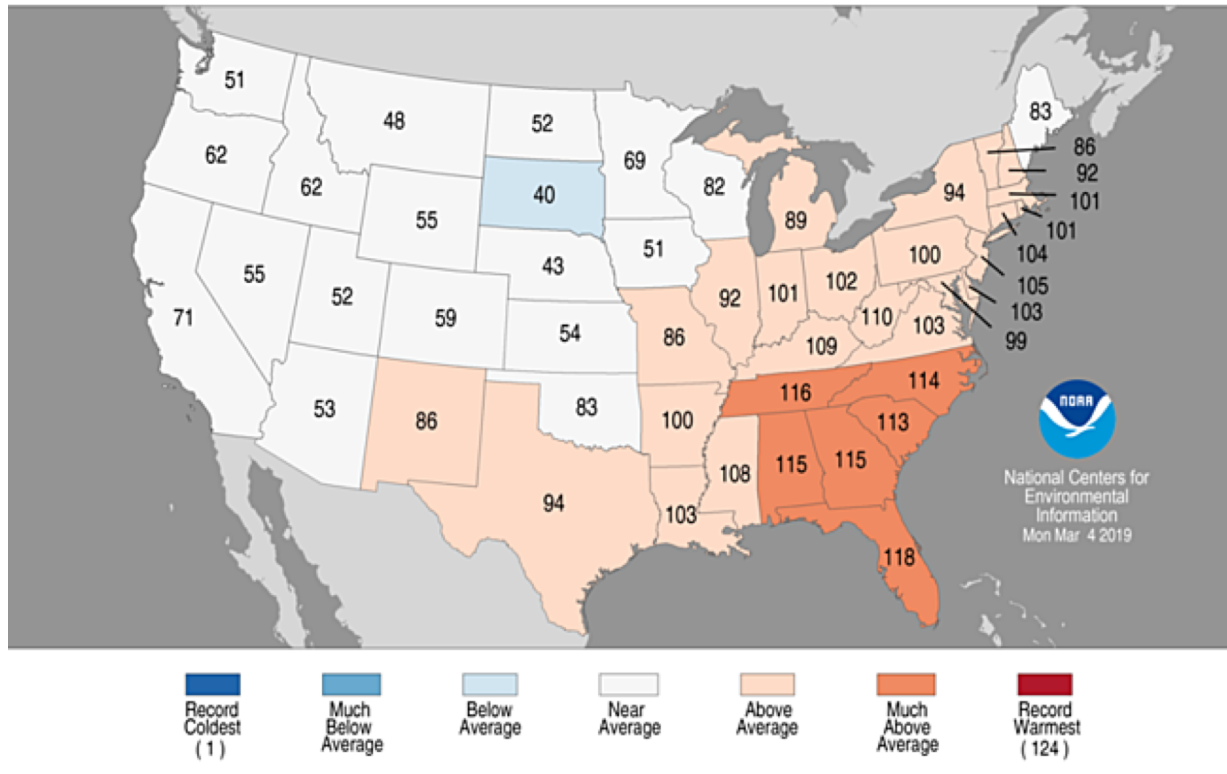 51
48
52
69
83
62
62
55
40
82
94
86
92
101
101
104
105
103
99
89
71
55
52
59
43
51
92
101
102
100
110
103
53
54
86
109
86
83
100
116
114
113
94
103
108
115
115
118
NOAA
National Centers for
Environmental
Information
Mon Mar 4 2019
Record
Coldest
( 1 )
Much
Below
Average
Below
Average
Near
Average
Above
Average
Much
Above
Average
Record
Warmest
( 124 )